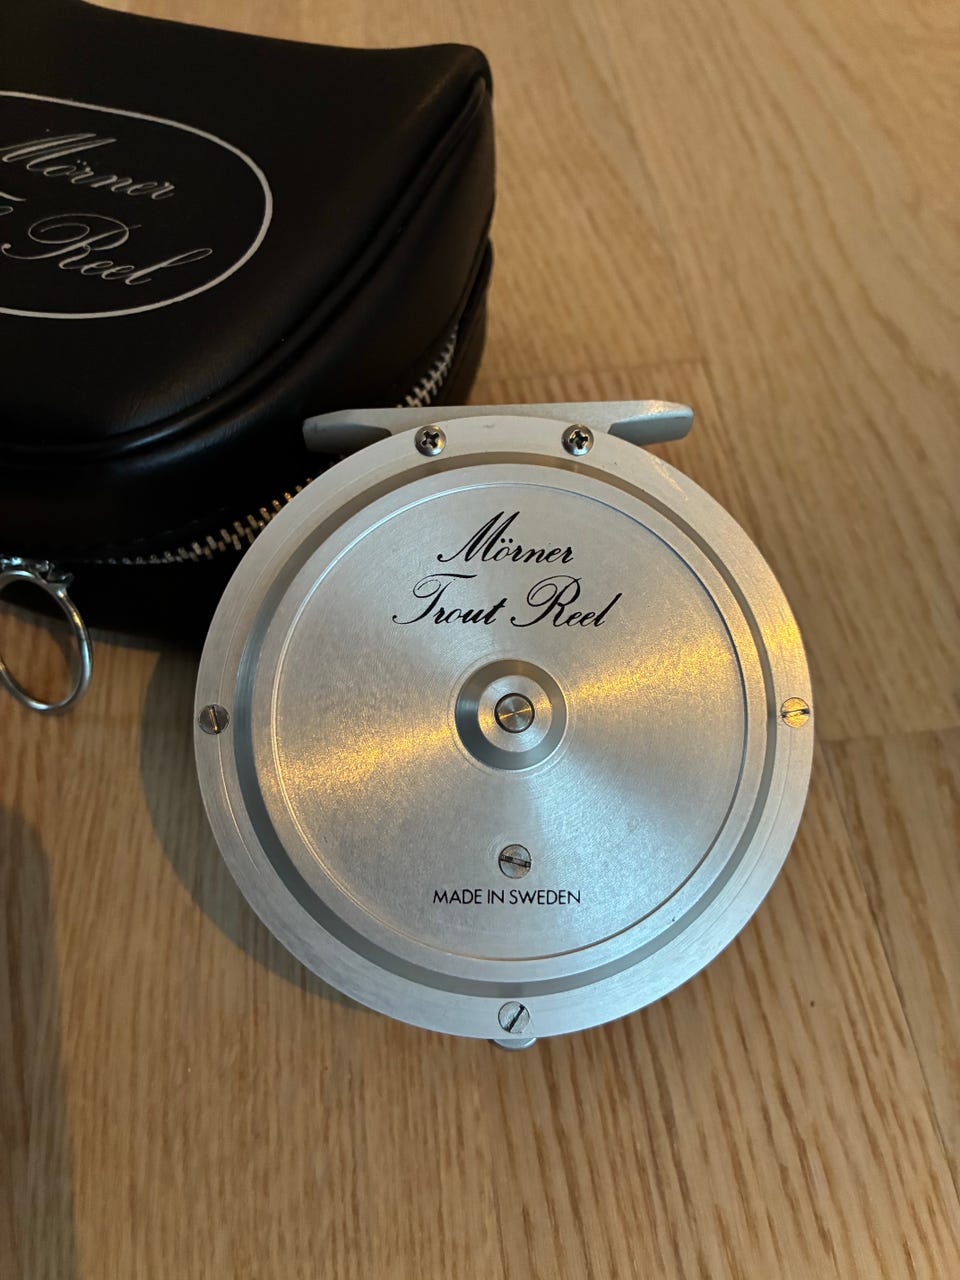 Mörner
Reel
Mörner
Trout Reel
MADE IN SWEDEN